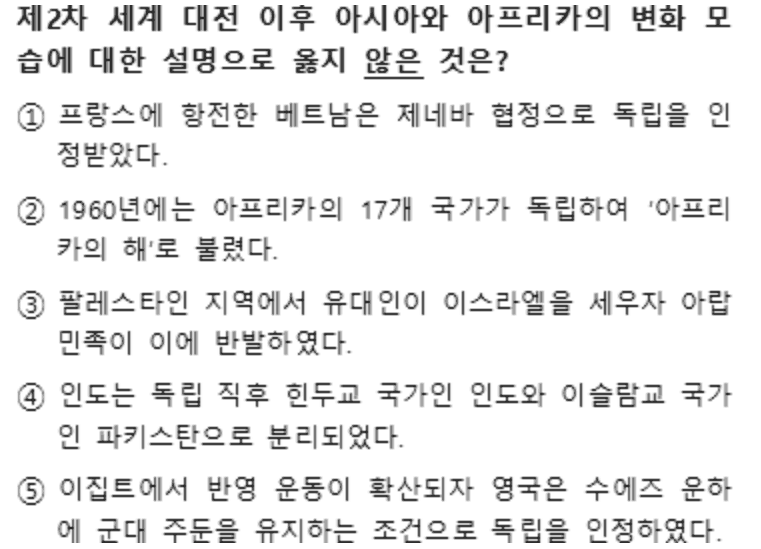 제2차 세계 대전 이후 아시아와 아프리카의 변화 모
습에 대한 설명으로 옳지 않은 것은?
① 프랑스에 항전한 베트남은 제네바 협정으로 독립을 인
정받았다.
② 1960년에는 아프리카의 17개 국가가 독립하여 '아프리
카의 해'로 불렸다.
③ 팔레스타인 지역에서 유대인이 이스라엘을 세우자 아랍
민족이 이에 반발하였다.
④ 인도는 독립 직후 힌두교 국가인 인도와 이슬람교 국가
인 파키스탄으로 분리되었다.
⑤ 이집트에서 반영 운동이 확산되자 영국은 수에즈 운하
에 군대 주둔을 유지하는 조건으로 독립을 인정하였다.